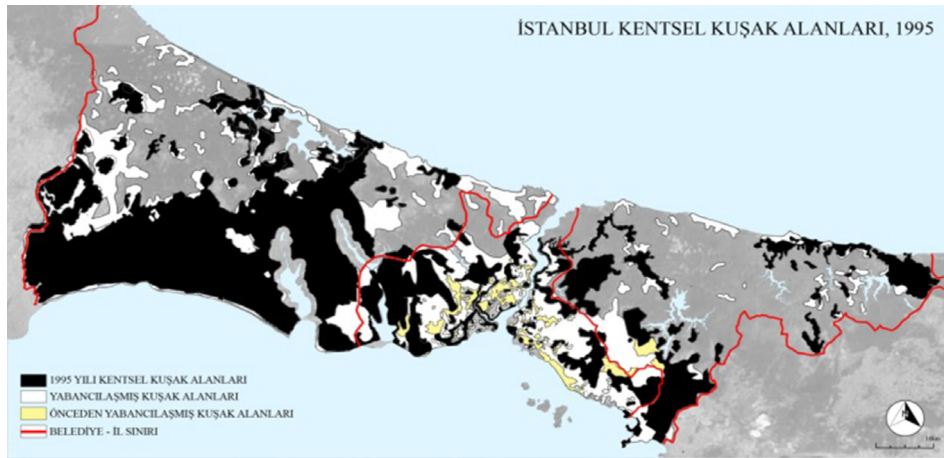 İSTANBUL KENTSEL KUŞAK ALANLARI, 1995
1995 YILI KENTSEL KUŞAK ALANLARI
YABANCILAŞMIŞ KUŞAK ALANLARI
ÖNCEDEN YABANCILAŞMIŞ KUŞAK ALANLARI
BELEDİYE - İL SINIRI